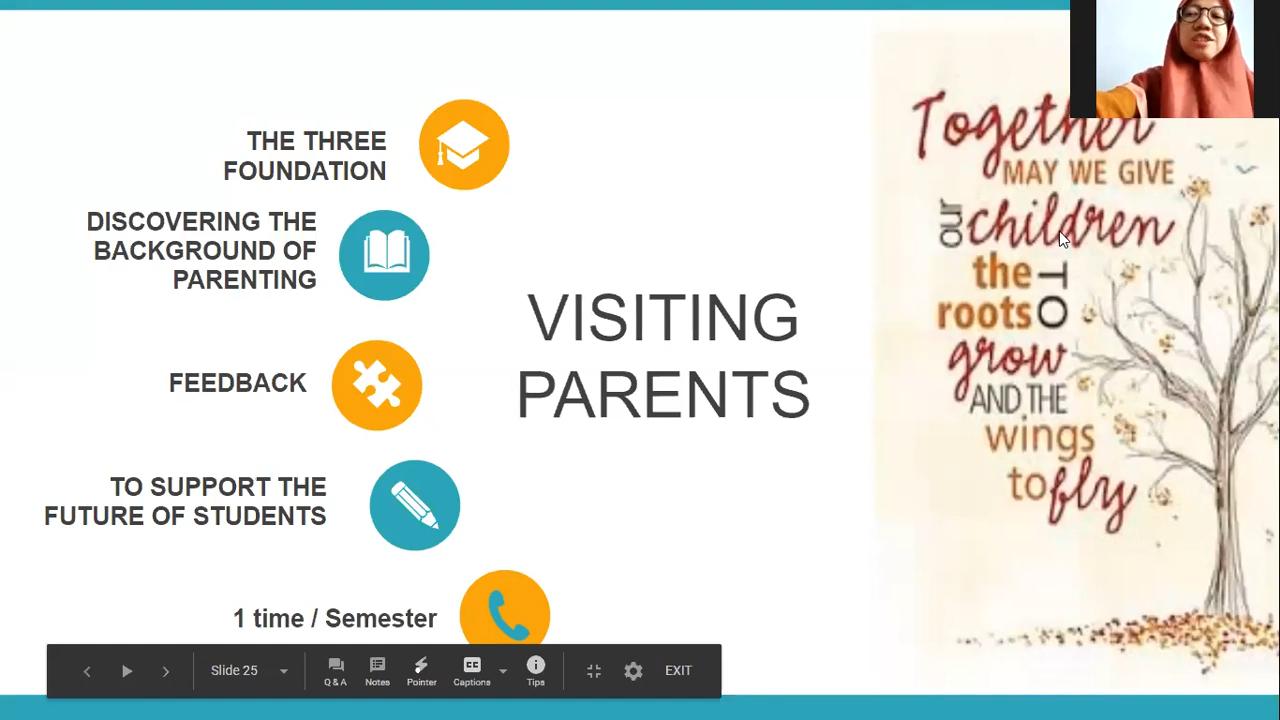 THE THREE
FOUNDATION
DISCOVERING THE
BACKGROUND OF
PARENTING
FEEDBACK
TO SUPPORT THE
FUTURE OF STUDENTS
1 time / Semester
VISITING
PARENTS
Together
MAY WE GIVE
our children
the
roots TO
grow
AND THE
wings
to fly
Slide 25
Q & A
Notes
Pointer
CC
Captions
Tips
EXIT